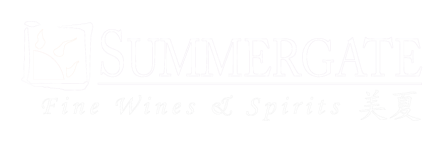 SUMMERGATE
Fine Wines & Spirits 美夏